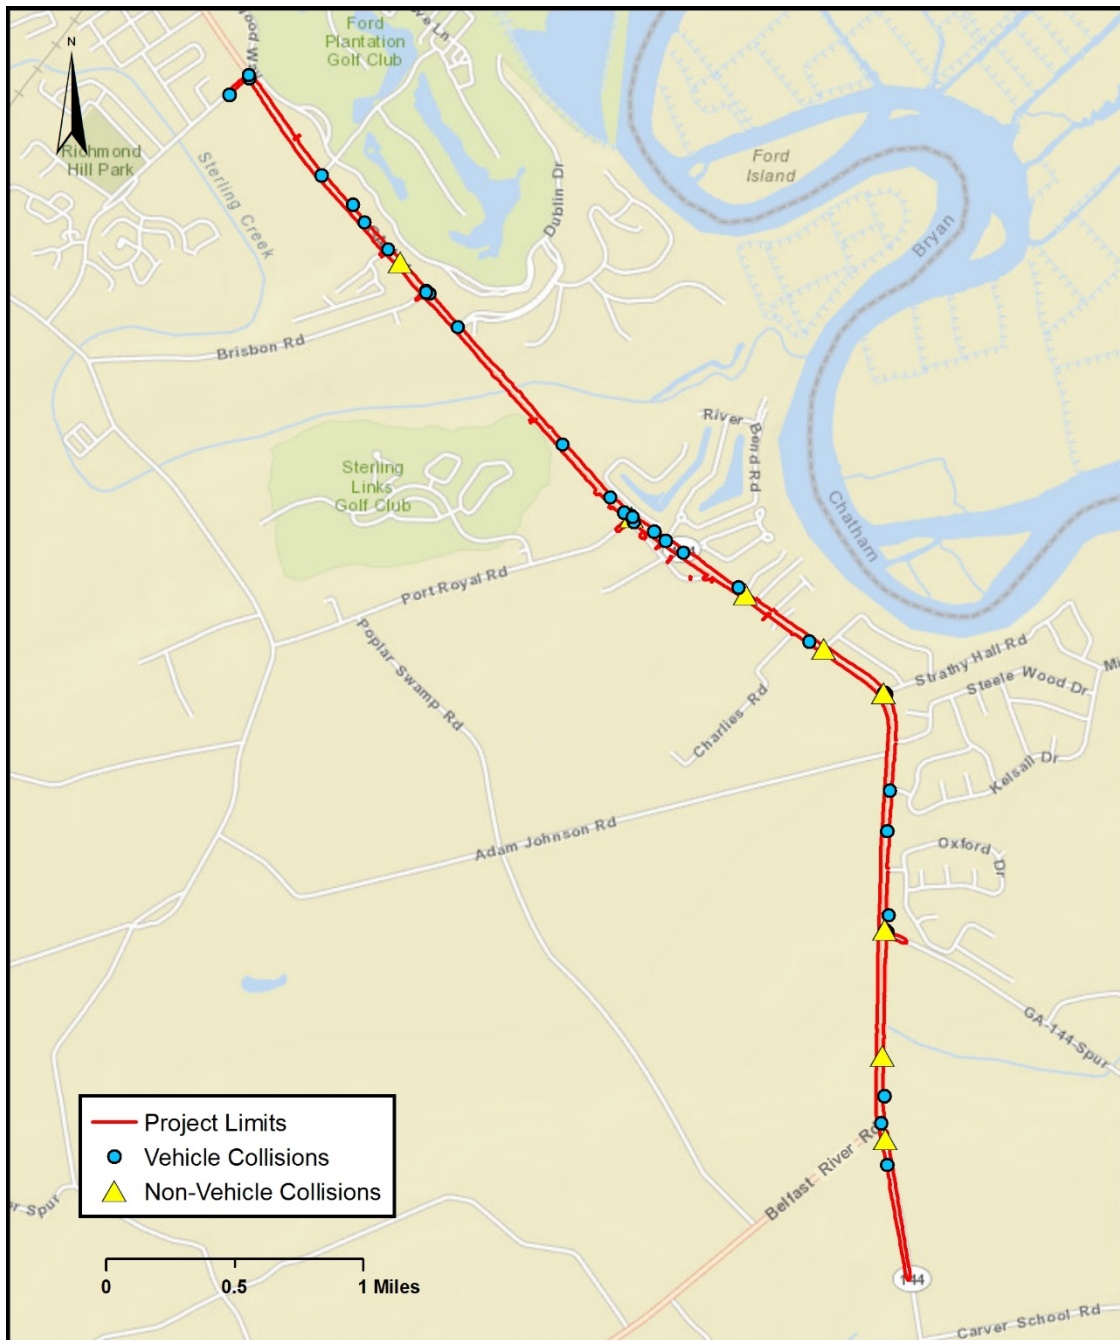 N
Ford
Plantation
Golf Club
Richmond
Hill Park
Sterling Creek
Dublin Dr
Ford
Island
Bryan
Brisbon Rd
River Bend Rd
Sterling
Links
Golf Club
Chatham
Port Royal Rd
Poplar Swamp Rd
Strathy Hall Rd
Steele Wood Dr
Charlies Rd
Kelsall Dr
Adam Johnson Rd
Oxford Dr
GA-144 Spur
Belfast River Rd
Project Limits
Vehicle Collisions
Non-Vehicle Collisions
Spur
0
0.5
1 Miles
144
Carver School Rd